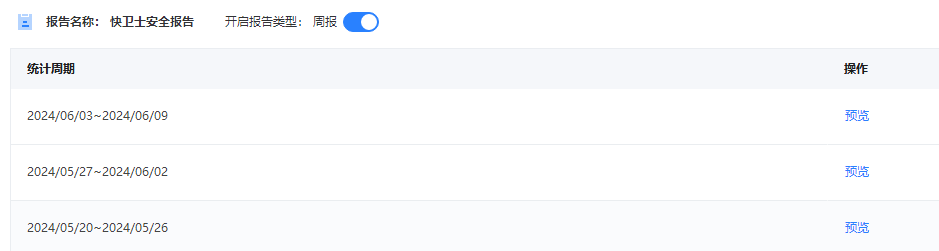 报告名称： 快卫士安全报告 开启报告类型： 周报
统计周期 操作
2024/06/03~2024/06/09 预览
2024/05/27~2024/06/02 预览
2024/05/20~2024/05/26 预览